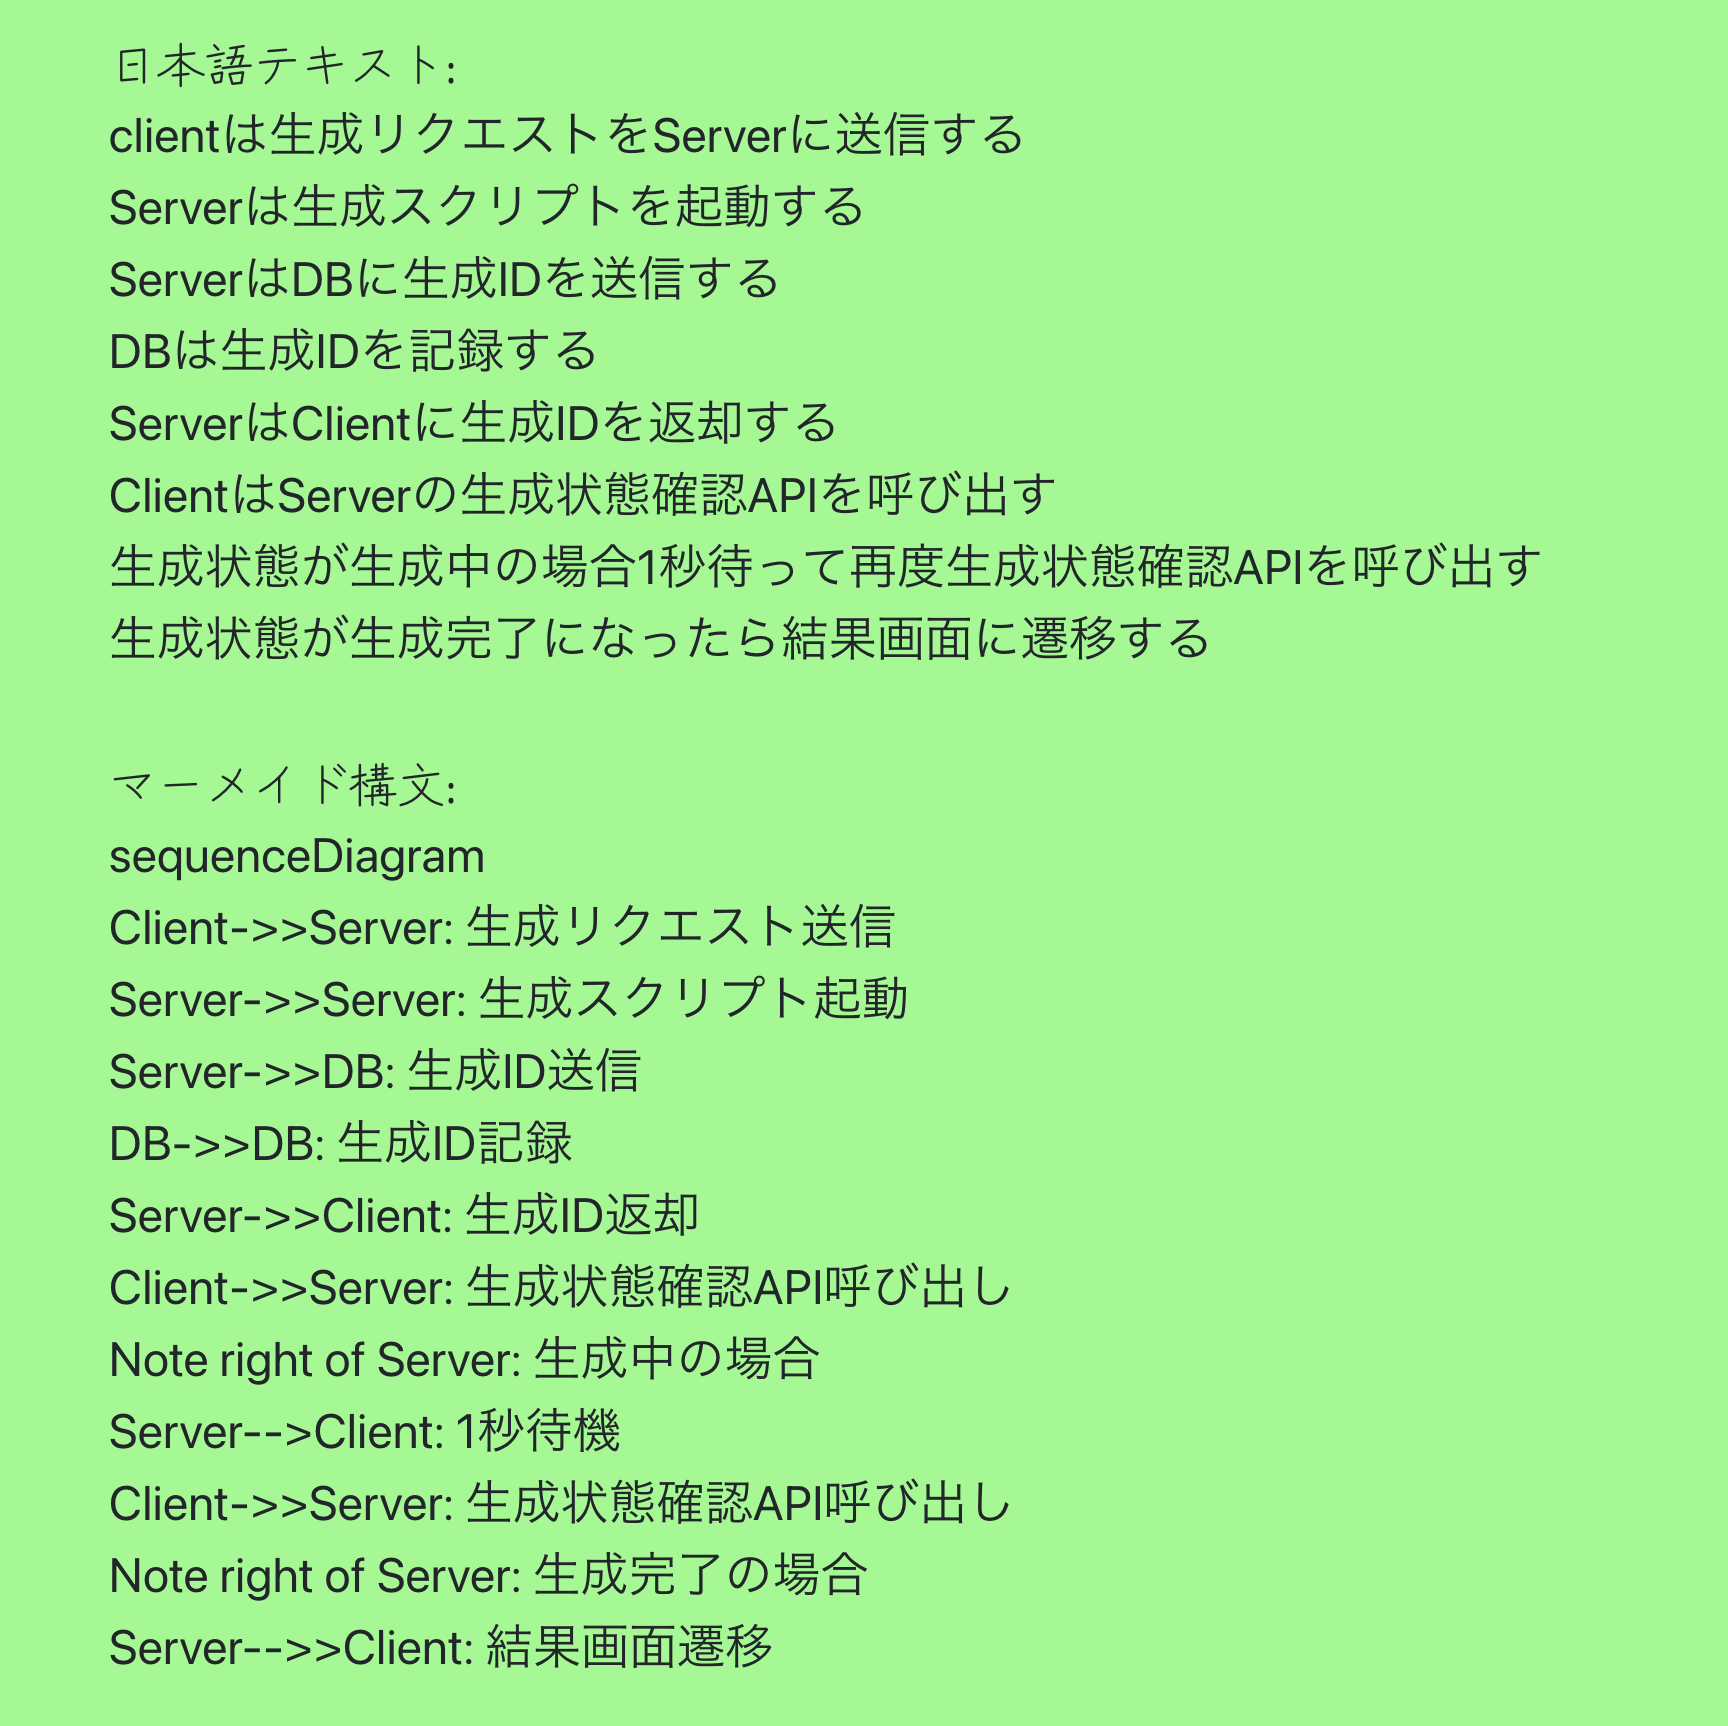 日本語テキスト:
clientは生成リクエストをServerに送信する
Serverは生成スクリプトを起動する
ServerはDBに生成IDを送信する
DBは生成IDを記録する
ServerはClientに生成IDを返却する
ClientはServerの生成状態確認APIを呼び出す
生成状態が生成中の場合1秒待って再度生成状態確認APIを呼び出す
生成状態が生成完了になったら結果画面に遷移する
マーメイド構文:
sequenceDiagram
Client->>Server: 生成リクエスト送信
Server->>Server: 生成スクリプト起動
Server->>DB: 生成ID送信
DB->>DB: 生成ID記録
Server->>Client: 生成ID返却
Client->>Server: 生成状態確認API呼び出し
Note right of Server: 生成中の場合
Server-->Client: 1秒待機
Client->>Server: 生成状態確認API呼び出し
Note right of Server: 生成完了の場合
Server-->>Client: 結果画面遷移